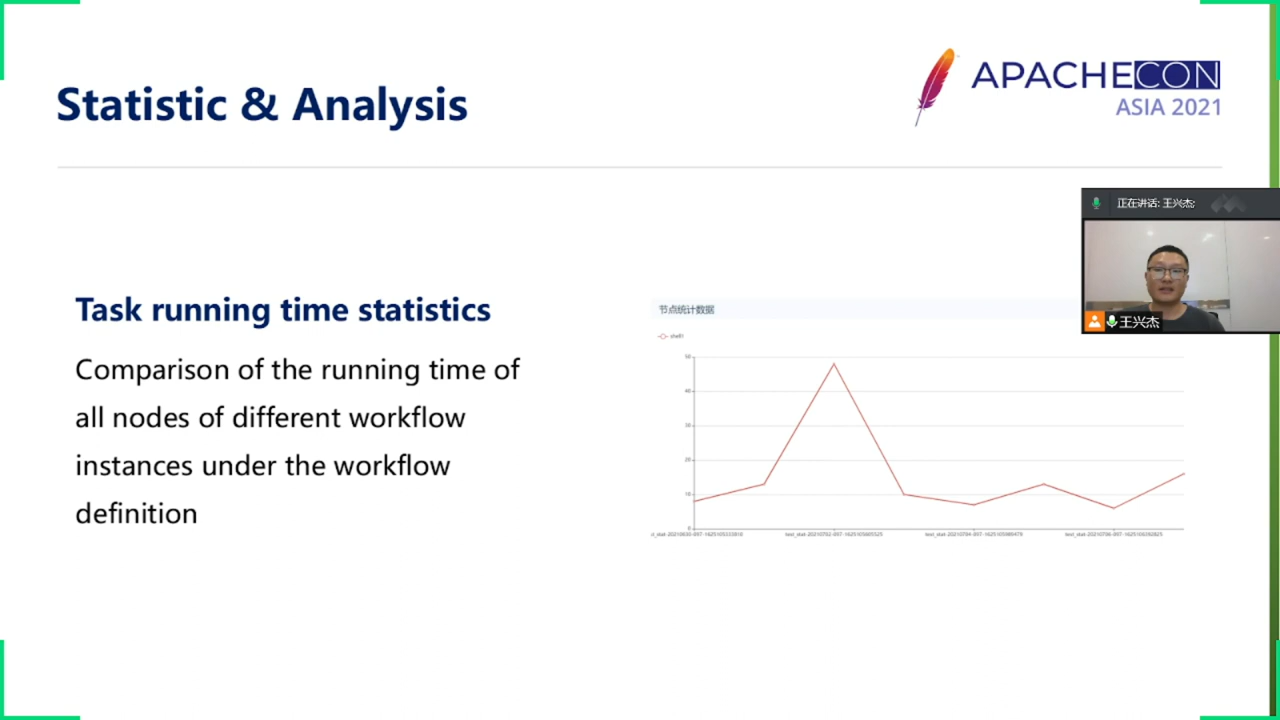 Statistic & Analysis
APACHECON
ASIA 2021
正在讲话: 王兴杰;
王兴杰
Task running time statistics
Comparison of the running time of
all nodes of different workflow
instances under the workflow
definition
节点统计数据
shell1
50
40
30
20
10
0